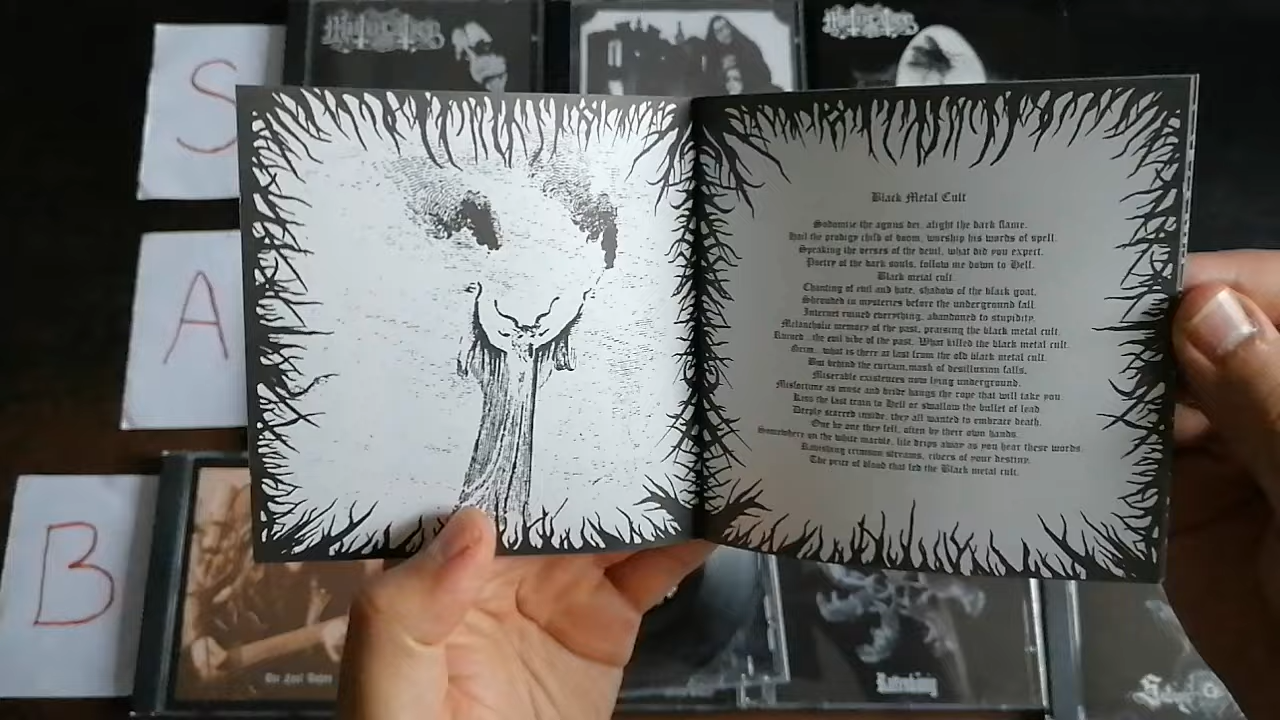 S
A
B
Mütiilation
Black Metal Cult
Sodomize the agnus dei, alight the dark flame.
Hail the prodigy child of doom, worship his words of spell.
Speaking the verses of the devil, what did you expect.
Poetry of the dark souls, follow me down to Hell.
Black metal cult.
Chanting of evil and hate, shadow of the black goat.
Shrouded in mysteries before the underground fall.
Internet ruined everything, abandoned to stupidity.
Melancholic memory of the past, praising the black metal cult.
Ruined...the evil vibe of the past, What killed the black metal cult.
Grim...what is there at last from the old black metal cult.
But behind the curtain,mask of desillusion falls.
Miserable existences now lying underground.
Misfortune as muse and bride hangs the rope that will take you.
Kiss the last train to Hell or swallow the bullet of lead.
Deeply scarred inside, they all wanted to embrace death.
One by one they fell, often by their own hands.
Somewhere on the white marble, life drips away as you hear these words.
Ravishing crimson streams, rivers of your destiny.
The price of blood that fed the Black metal cult.
Rattenkönig